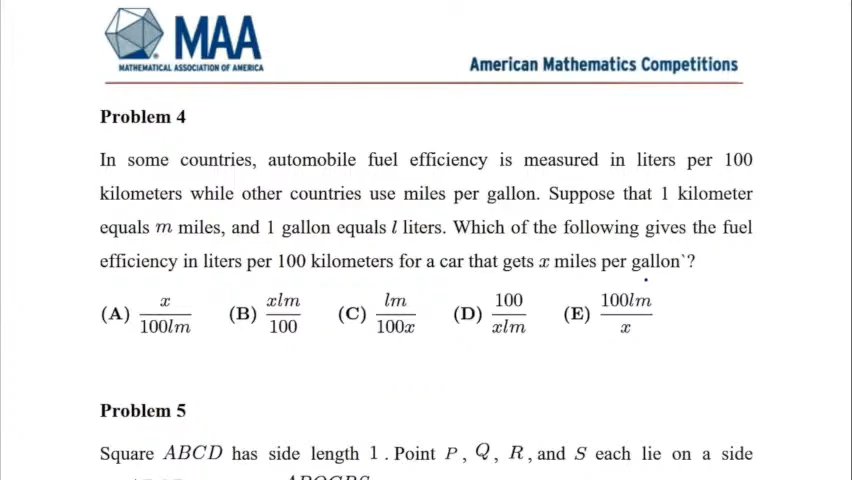 MAA
MATHEMATICAL ASSOCIATION OF AMERICA
American Mathematics Competitions
Problem 4
In some countries, automobile fuel efficiency is measured in liters per 100
kilometers while other countries use miles per gallon. Suppose that 1 kilometer
equals m miles, and 1 gallon equals l liters. Which of the following gives the fuel
efficiency in liters per 100 kilometers for a car that gets x miles per gallon`?
(A) x/100lm (B) xlm/100 (C) lm/100x (D) 100/xlm (E) 100lm/x
Problem 5
Square ABCD has side length 1. Point P, Q, R, and S each lie on a side